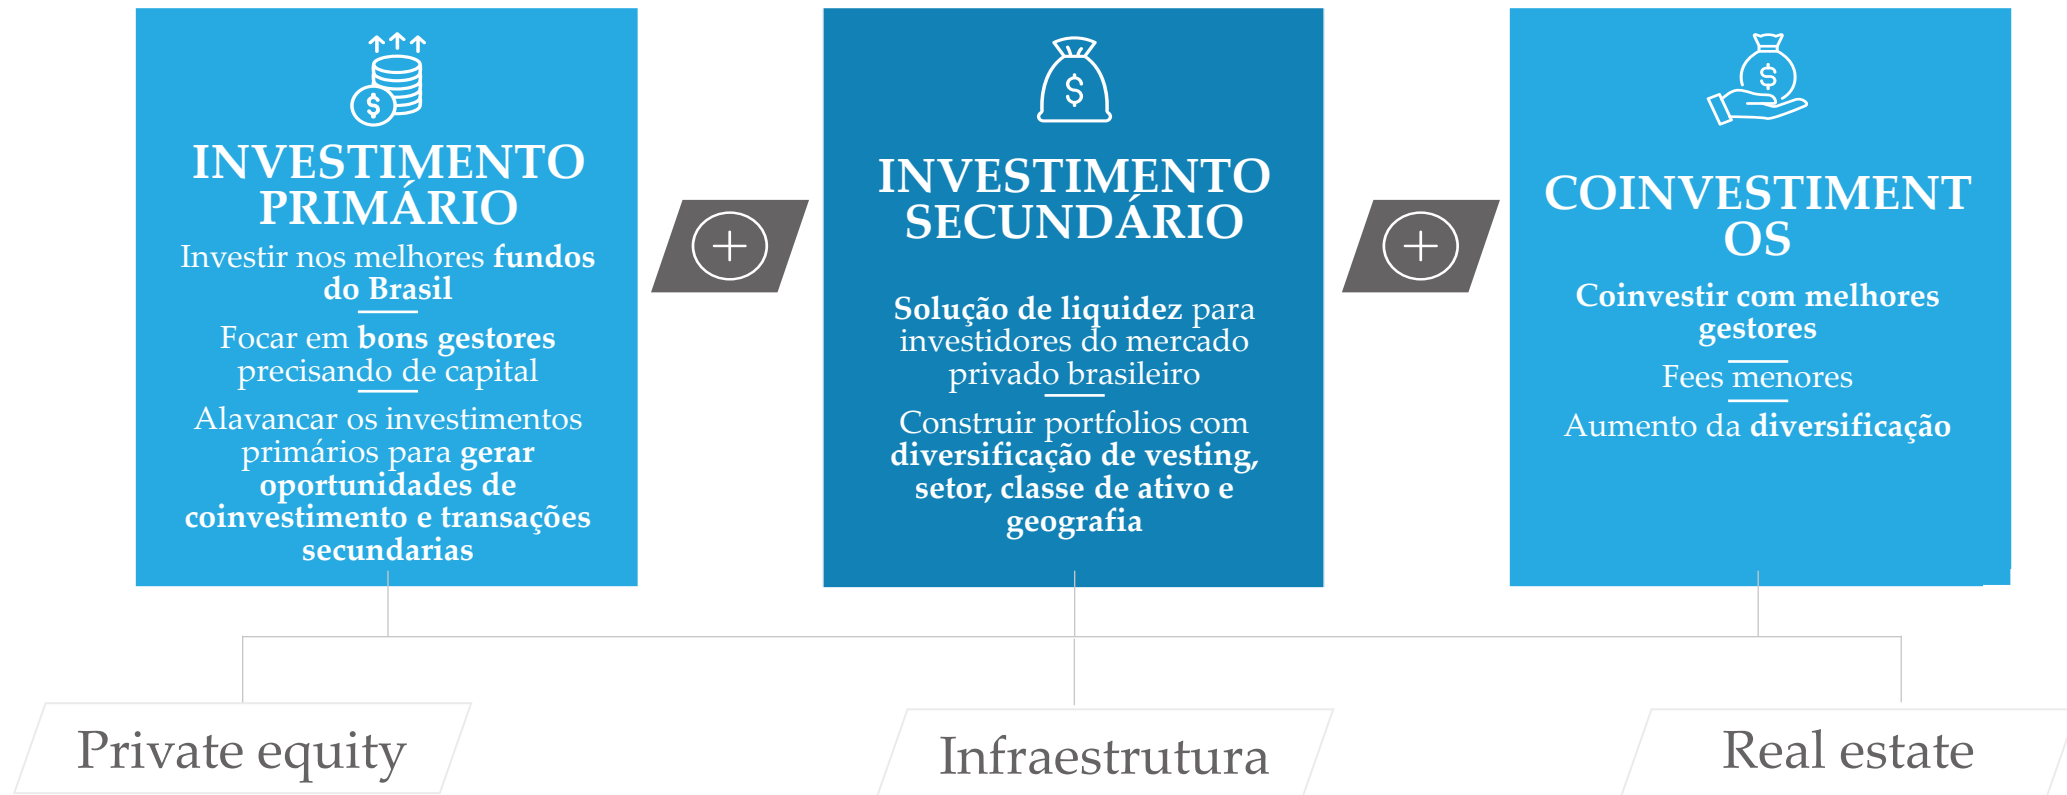 INVESTIMENTO
PRIMÁRIO
Investir nos melhores fundos
do Brasil
Focar em bons gestores
precisando de capital
Alavancar os investimentos
primários para gerar
oportunidades de
coinvestimento e transações
secundarias
INVESTIMENTO
SECUNDÁRIO
Solução de liquidez para
investidores do mercado
privado brasileiro
Construir portfolios com
diversificação de vesting,
setor, classe de ativo e
geografia
COINVESTIMENT
OS
Coinvestir com melhores
gestores
Fees menores
Aumento da diversificação
Private equity
Infraestrutura
Real estate